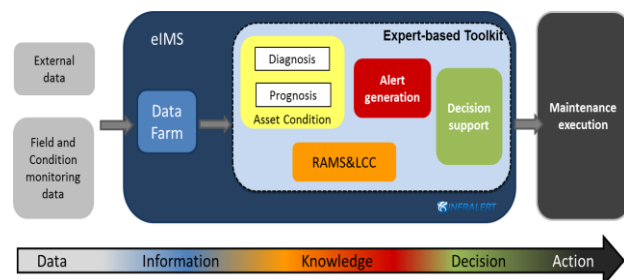 eIMS
Expert-based Toolkit
External
data
Field and
Condition
monitoring
data
Data
Farm
Diagnosis
Prognosis
Asset Condition
Alert
generation
Decision
support
RAMS&LCC
INFRALERT
Maintenance
execution
Data Information Knowledge Decision Action